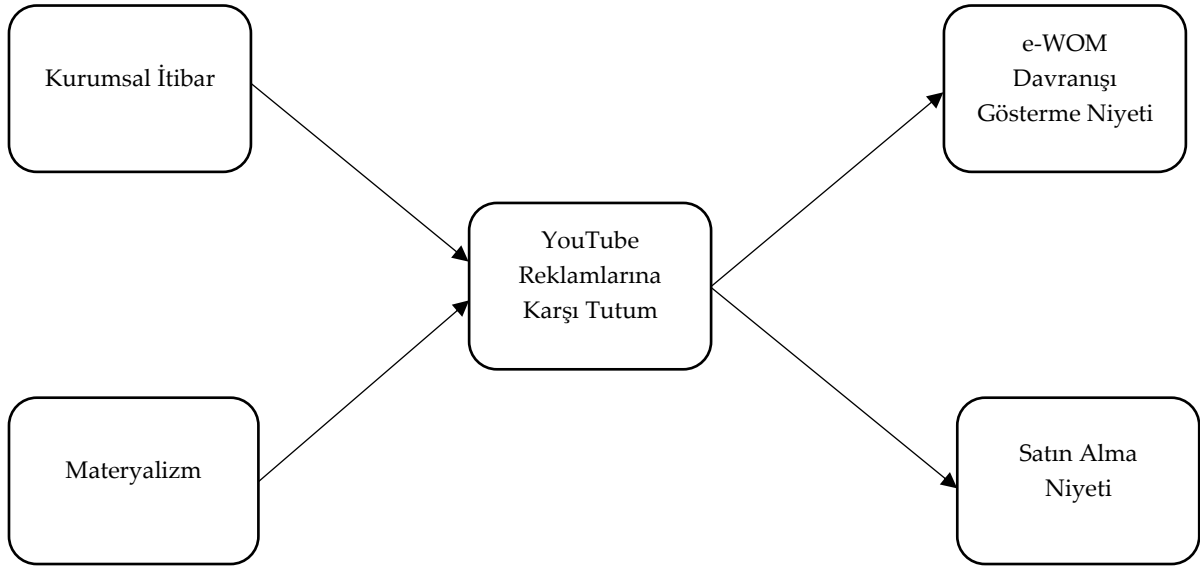 Kurumsal İtibar
e-WOM
Davranışı
Gösterme Niyeti
YouTube
Reklamlarına
Karşı Tutum
Materyalizm
Satın Alma
Niyeti